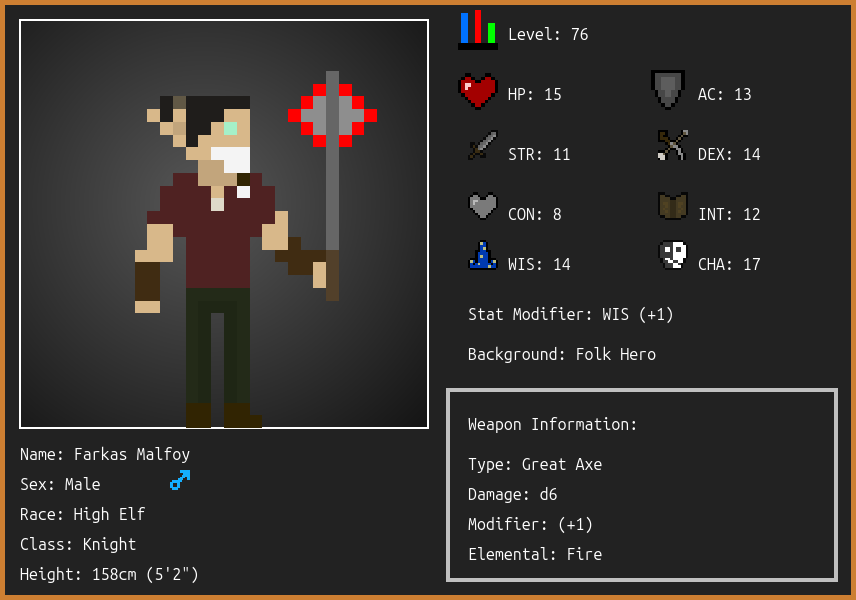 Level: 76
HP: 15
AC: 13
STR: 11
DEX: 14
CON: 8
INT: 12
WIS: 14
CHA: 17
Stat Modifier: WIS (+1)
Background: Folk Hero
Weapon Information:
Type: Great Axe
Damage: d6
Modifier: (+1)
Elemental: Fire
Name: Farkas Malfoy
Sex: Male
Race: High Elf
Class: Knight
Height: 158cm (5'2")